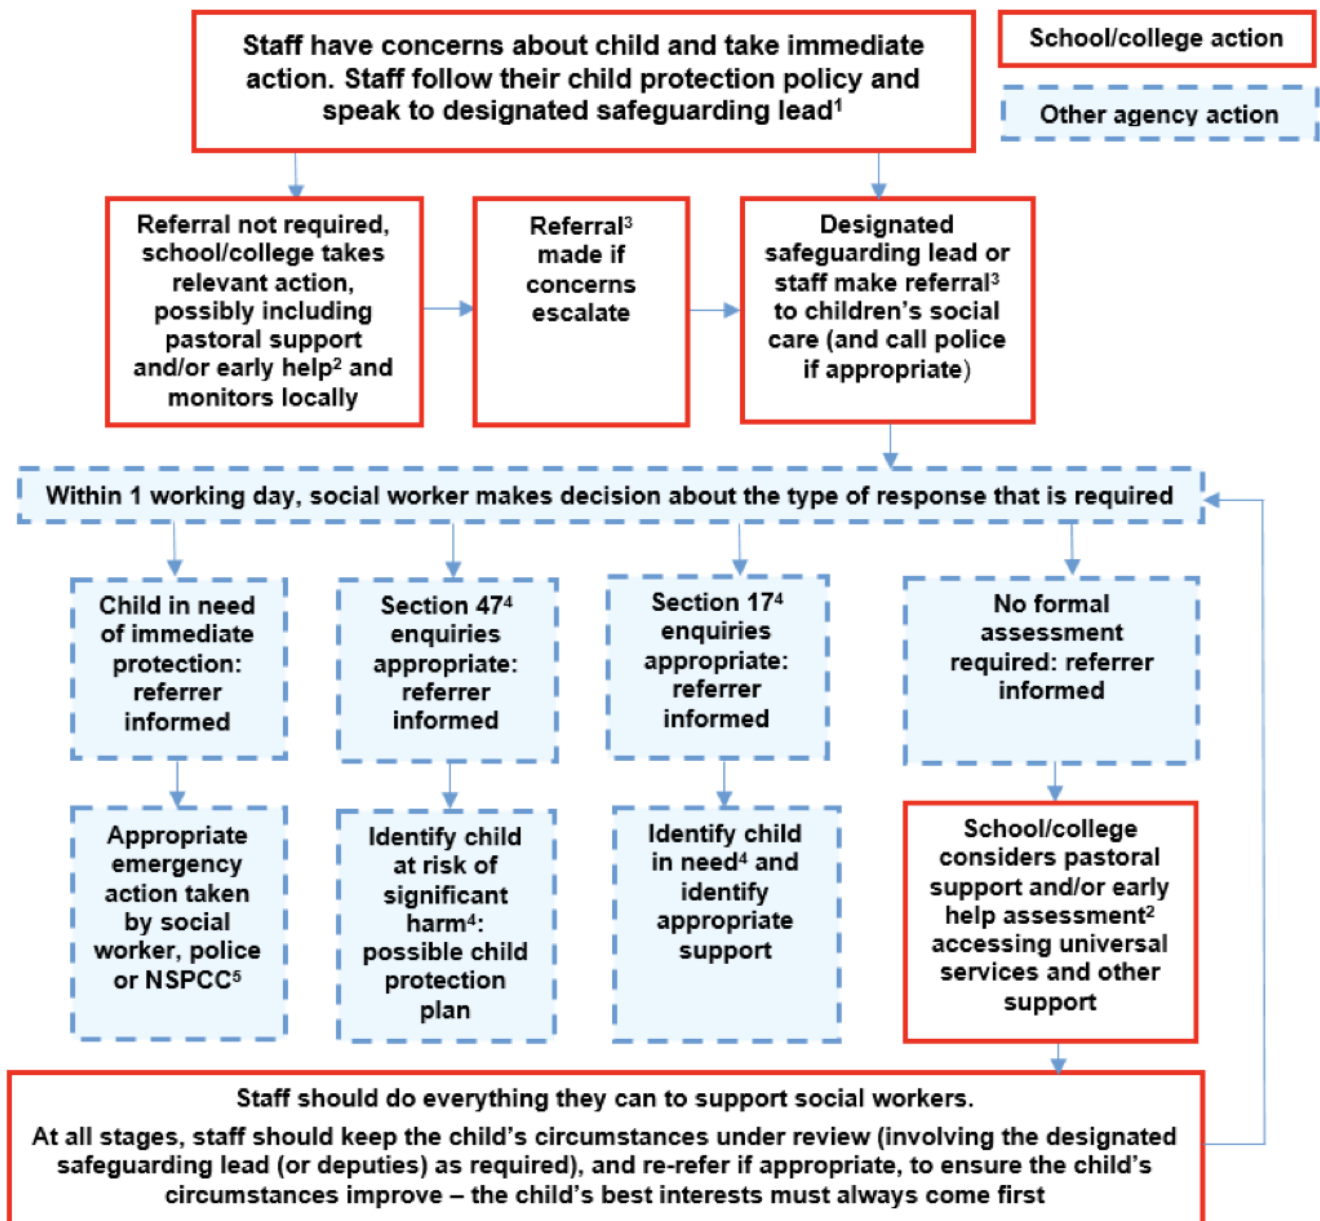 Staff have concerns about child and take immediate
action. Staff follow their child protection policy and
speak to designated safeguarding lead¹
School/college action
Other agency action
Referral not required,
school/college takes
relevant action,
possibly including
pastoral support
and/or early help² and
monitors locally
Referral³
made if
concerns
escalate
Designated
safeguarding lead or
staff make referral³
to children’s social
care (and call police
if appropriate)
Within 1 working day, social worker makes decision about the type of response that is required
Child in need
of immediate
protection:
referrer
informed
Section 47⁴
enquiries
appropriate:
referrer
informed
Section 17⁴
enquiries
appropriate:
referrer
informed
No formal
assessment
required: referrer
informed
Appropriate
emergency
action taken
by social
worker, police
or NSPCC⁵
Identify child
at risk of
significant
harm⁴:
possible child
protection
plan
Identify child
in need⁴ and
identify
appropriate
support
School/college
considers pastoral
support and/or early
help assessment²
accessing universal
services and other
support
Staff should do everything they can to support social workers.
At all stages, staff should keep the child’s circumstances under review (involving the designated
safeguarding lead (or deputies) as required), and re-refer if appropriate, to ensure the child’s
circumstances improve – the child’s best interests must always come first